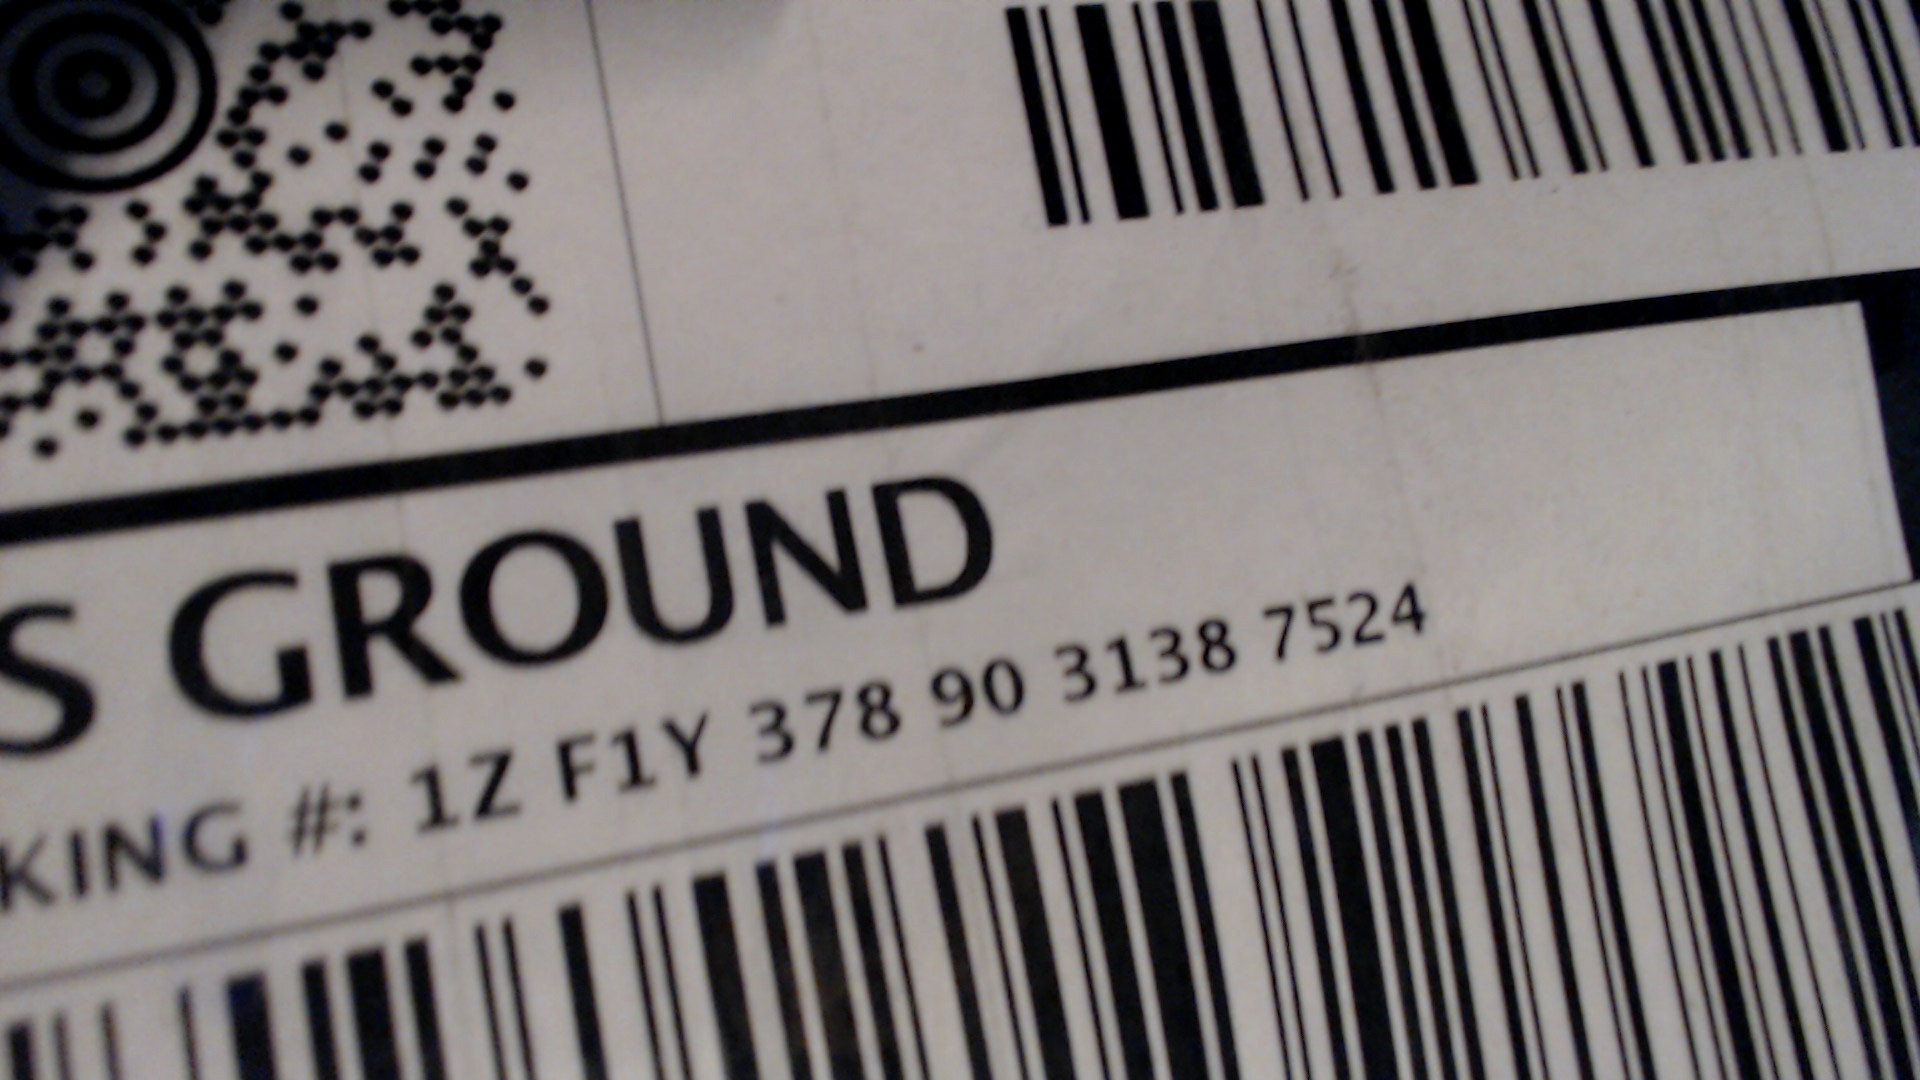 S GROUND
KING #: 1Z F1Y 378 90 3138 7524